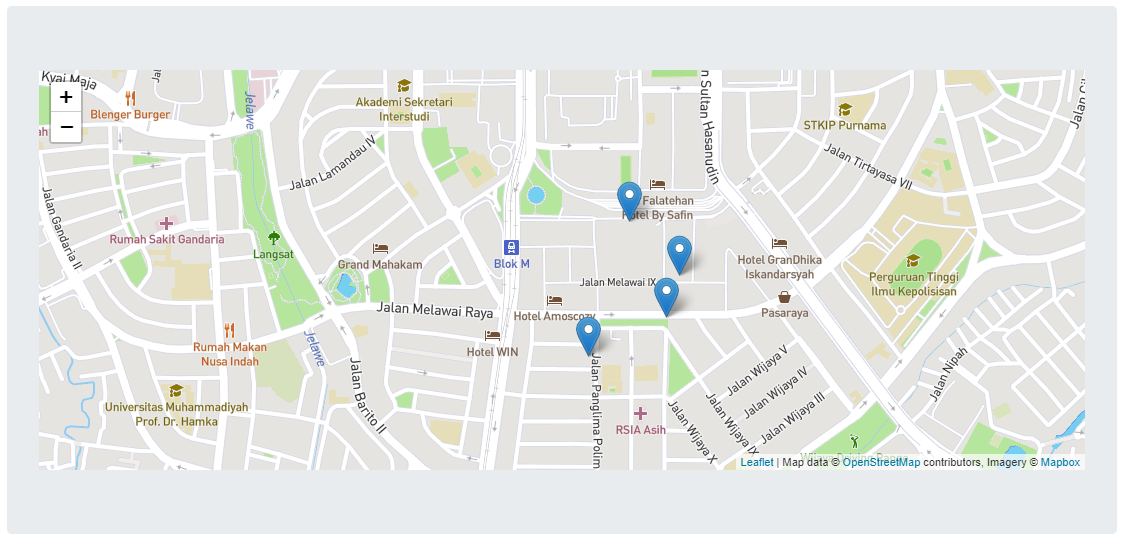 Kyai Maja
+
−
Blenger Burger
Jelawe
Akademi Sekretari
Interstudi
n Sultan Hasanudin
STKIP Purnama
Jalan Tirtayasa VII
Jalan Lamandau IV
Jalan Gandaria II
Rumah Sakit Gandaria
Langsat
Grand Mahakam
Blok M
Falatehan
Hotel By Safin
Hotel GranDhika
Iskandarsyah
Perguruan Tinggi
Ilmu Kepolisisan
Jalan Melawai IX
Jalan Melawai Raya
Hotel Amoscozy
Pasaraya
Rumah Makan
Nusa Indah
Jelawe
Hotel WIN
Jalan Panglima Polim
Jalan Wijaya V
Jalan Wijaya IV
Jalan Wijaya III
Jalan Nipah
Universitas Muhammadiyah
Prof. Dr. Hamka
Jalan Barito II
RSIA Asih
Jalan Wijaya X
Jalan Wijaya IX
Leaflet | Map data © OpenStreetMap contributors, Imagery © Mapbox